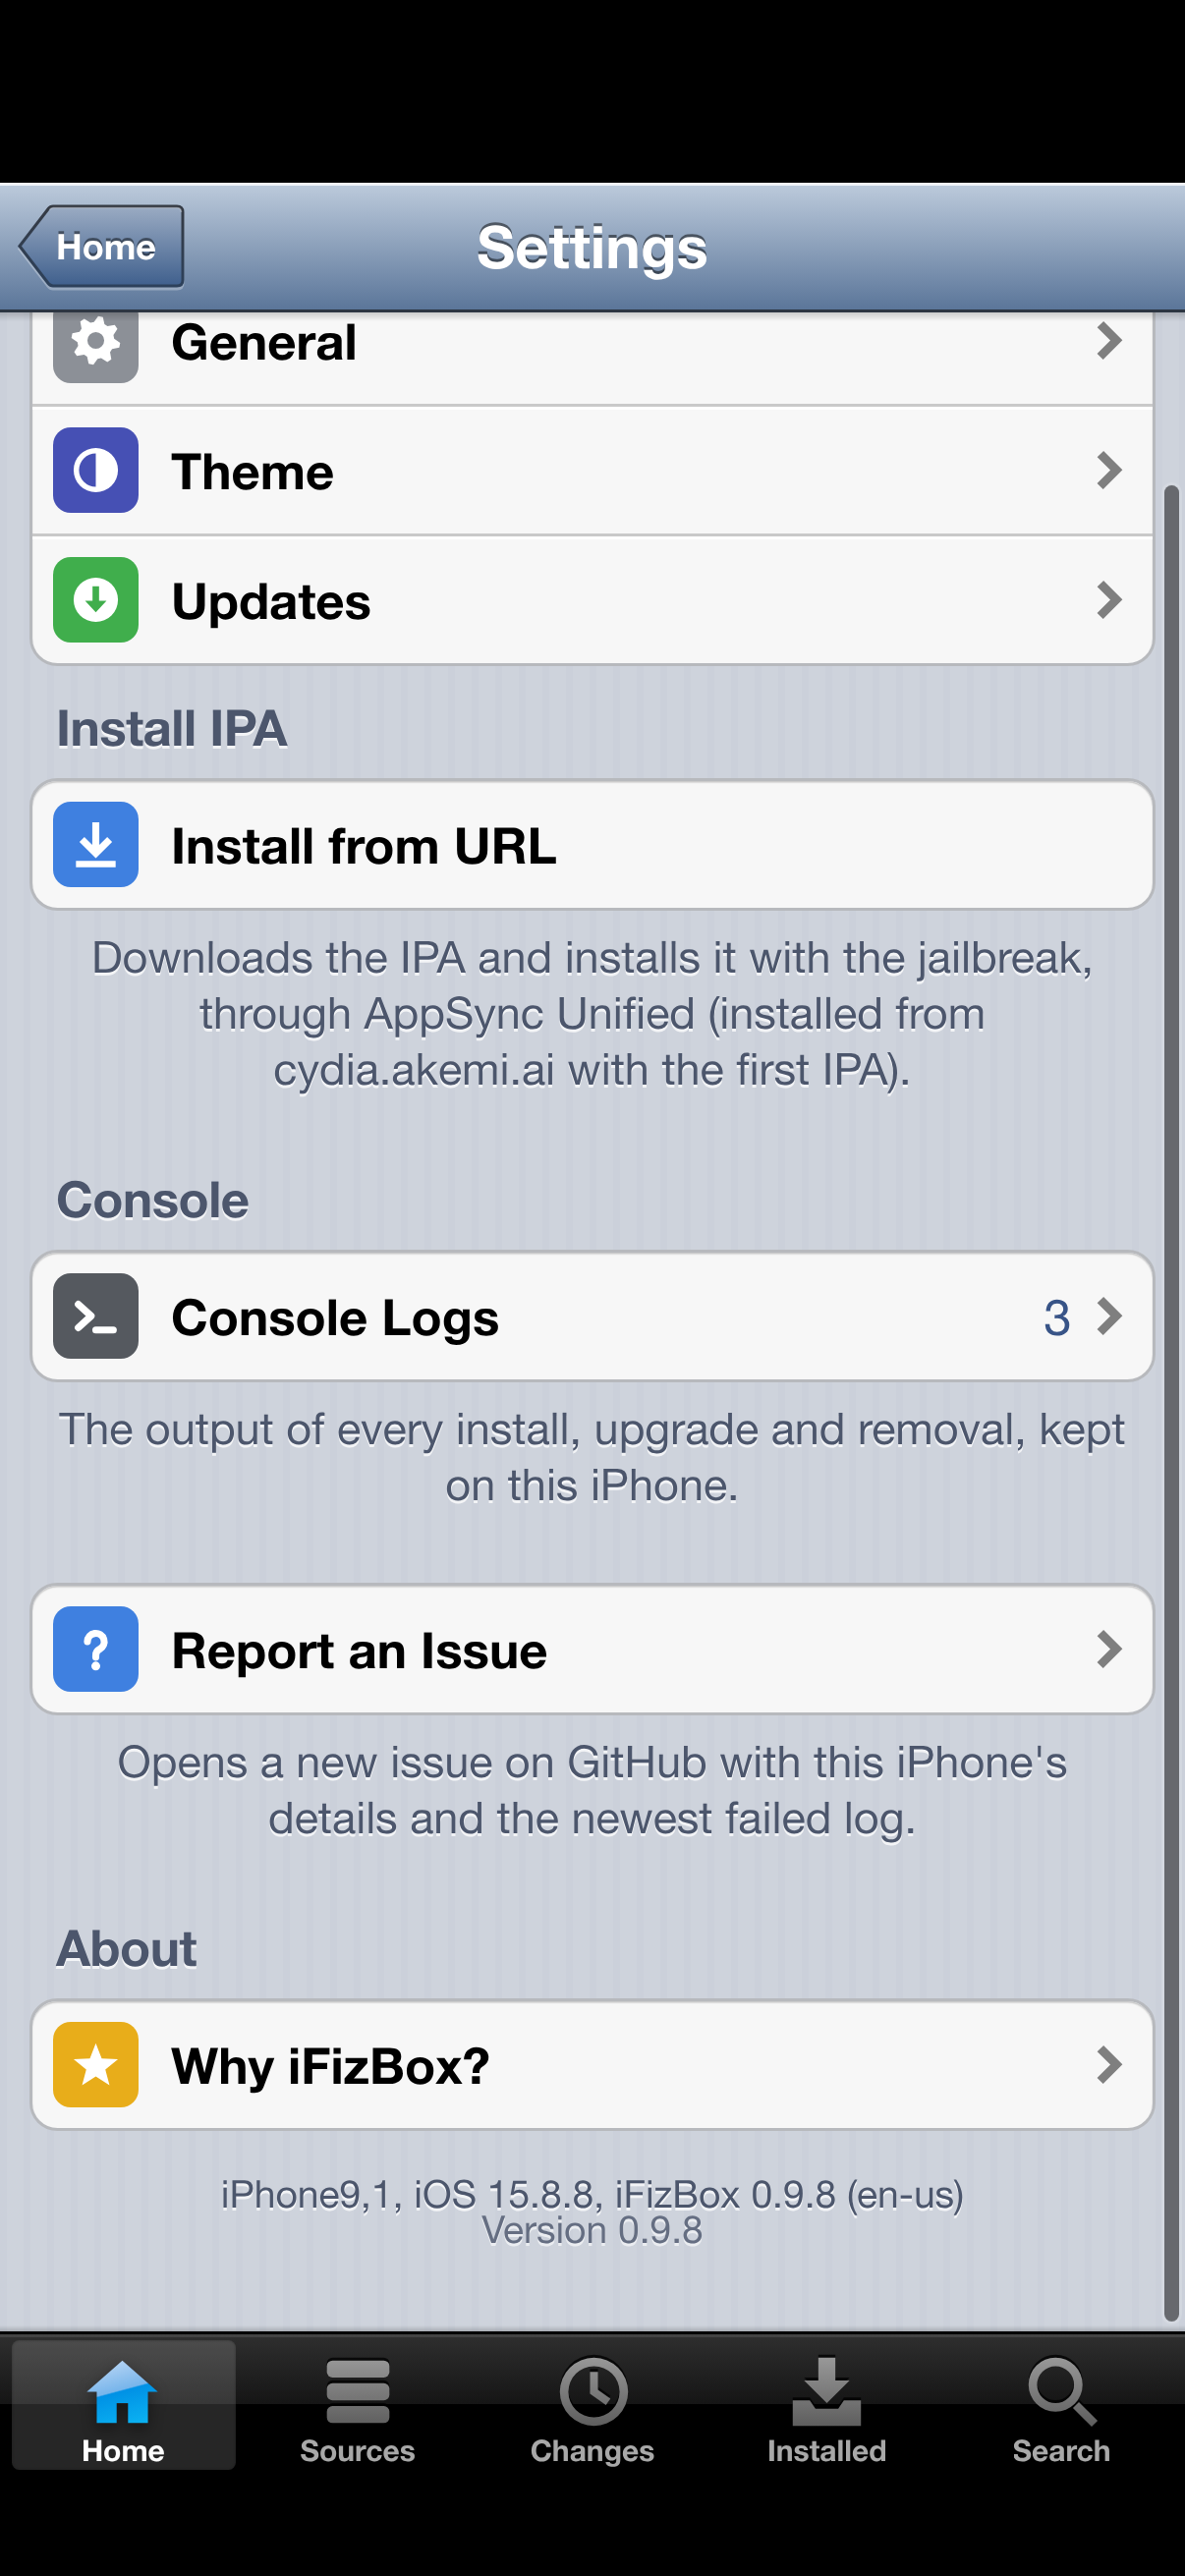 Home
Settings
General
Theme
Updates
Install IPA
Install from URL
Downloads the IPA and installs it with the jailbreak,
through AppSync Unified (installed from
cydia.akemi.ai with the first IPA).
Console
Console Logs
3
The output of every install, upgrade and removal, kept
on this iPhone.
Report an Issue
Opens a new issue on GitHub with this iPhone's
details and the newest failed log.
About
Why iFizBox?
iPhone9,1, iOS 15.8.8, iFizBox 0.9.8 (en-us)
Version 0.9.8
Home
Sources
Changes
Installed
Search